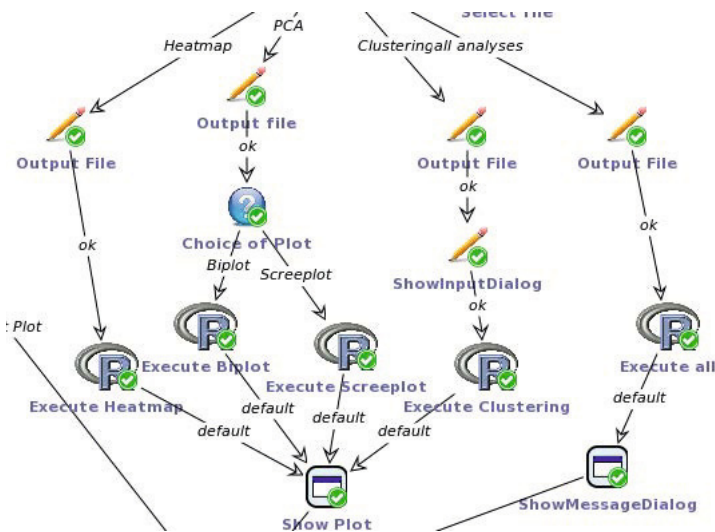 Select file
PCA
Heatmap
Clustering
all analyses
Output File
Output file
Output File
Output File
ok
ok
ok
ok
Choice of Plot
Biplot
Screeplot
ShowInputDialog
ok
t Plot
Execute Biplot
Execute Screeplot
Execute all
Execute Heatmap
Execute Clustering
default
default
default
default
default
Show Plot
ShowMessageDialog